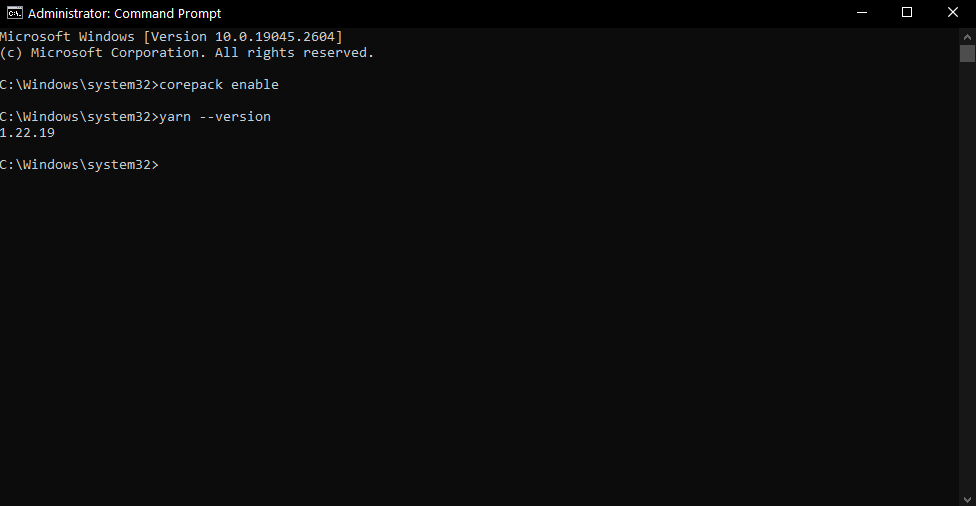 Administrator: Command Prompt
Microsoft Windows [Version 10.0.19045.2604]
(c) Microsoft Corporation. All rights reserved.
C:\Windows\system32>corepack enable
C:\Windows\system32>yarn --version
1.22.19
C:\Windows\system32>